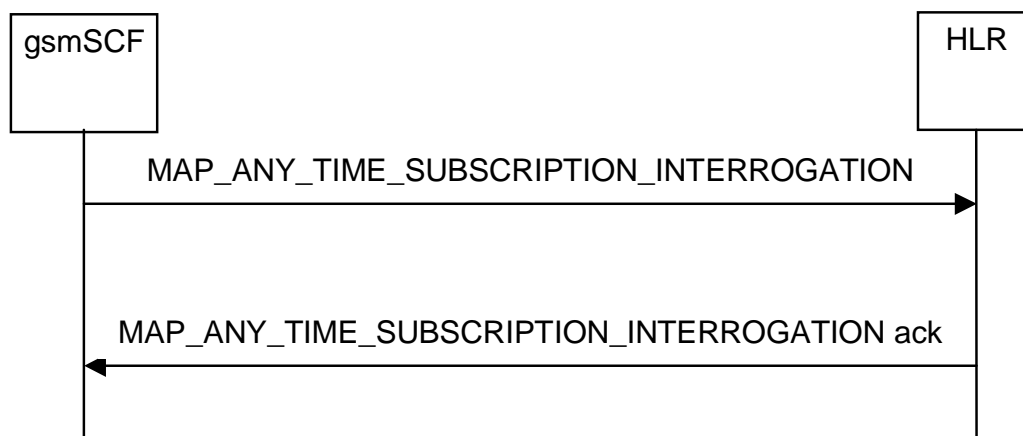 gsmSCF
HLR
MAP_ANY_TIME_SUBSCRIPTION_INTERROGATION
MAP_ANY_TIME_SUBSCRIPTION_INTERROGATION ack